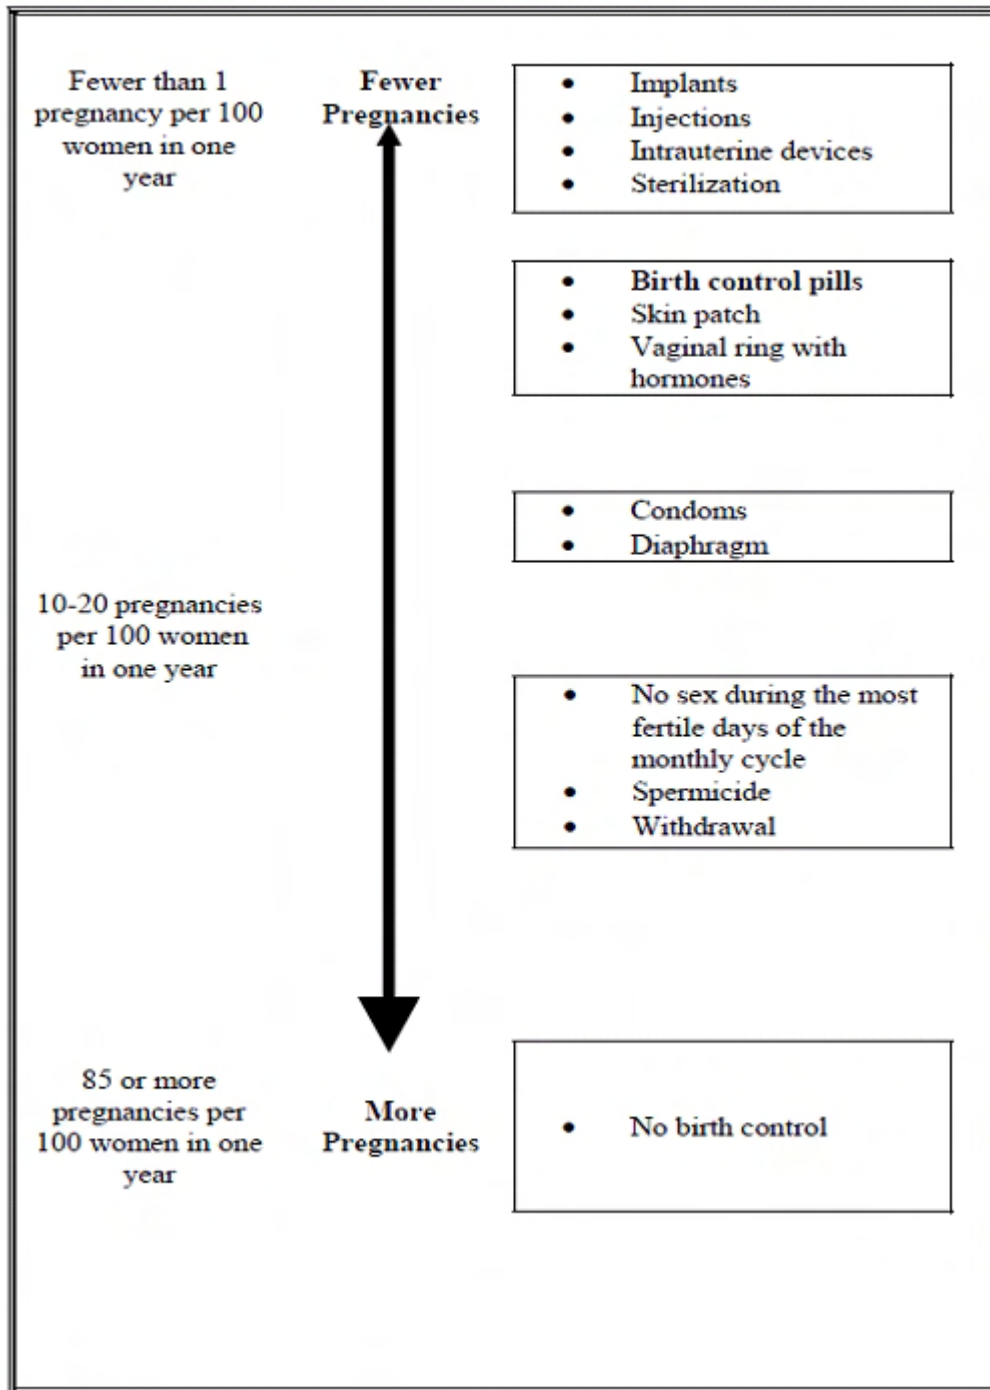 Fewer than 1
pregnancy per 100
women in one
year
Fewer
Pregnancies
• Implants
• Injections
• Intrauterine devices
• Sterilization
• Birth control pills
• Skin patch
• Vaginal ring with
hormones
• Condoms
• Diaphragm
10-20 pregnancies
per 100 women
in one year
• No sex during the most
fertile days of the
monthly cycle
• Spermicide
• Withdrawal
85 or more
pregnancies per
100 women in one
year
More
Pregnancies
• No birth control